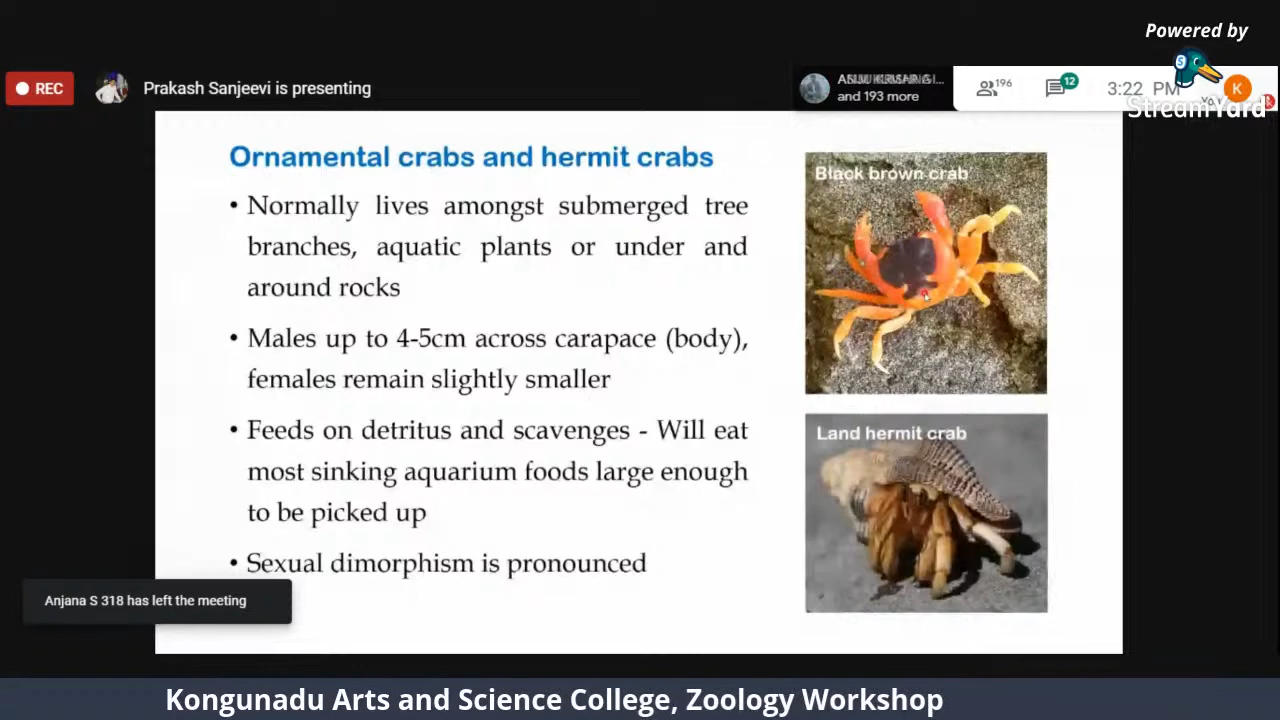 Powered by
REC
Prakash Sanjeevi is presenting
and 193 more
196
12
3:22 PM
K
StreamYard
Ornamental crabs and hermit crabs
• Normally lives amongst submerged tree
branches, aquatic plants or under and
around rocks
• Males up to 4-5cm across carapace (body),
females remain slightly smaller
• Feeds on detritus and scavenges - Will eat
most sinking aquarium foods large enough
to be picked up
• Sexual dimorphism is pronounced
Black brown crab
Land hermit crab
Anjana S 318 has left the meeting
Kongunadu Arts and Science College, Zoology Workshop